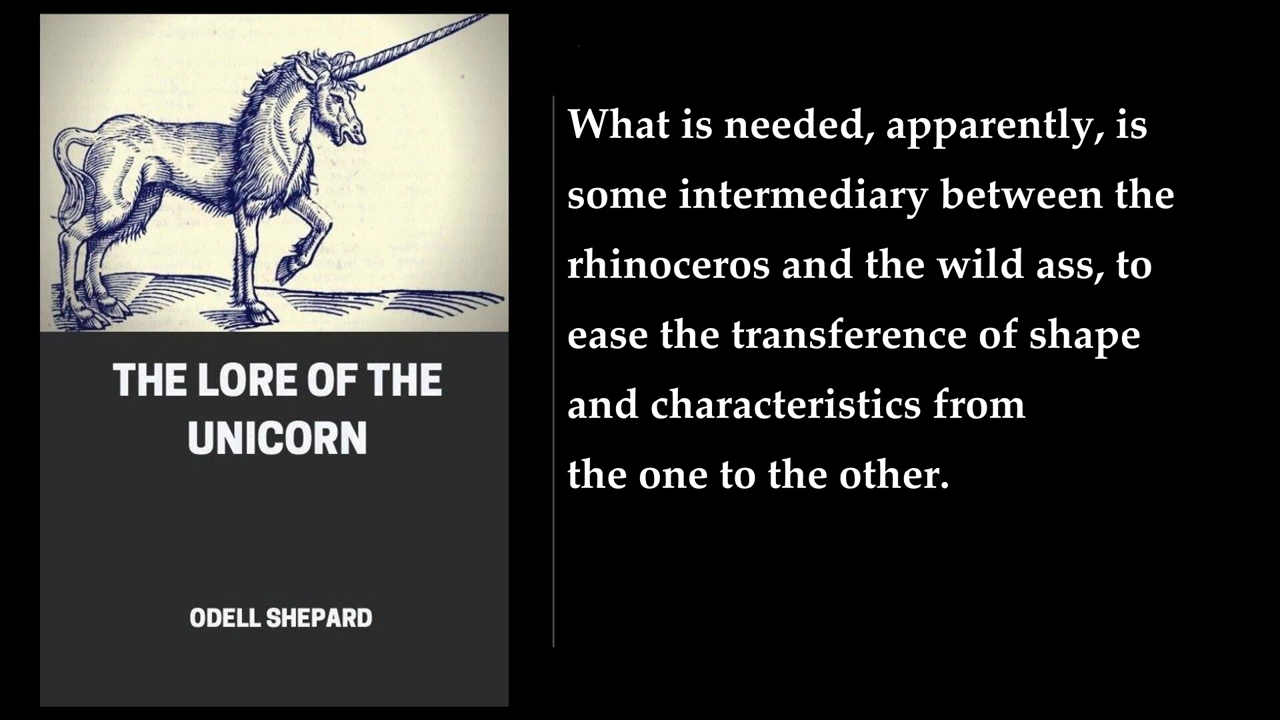 THE LORE OF THE
UNICORN
ODELL SHEPARD
What is needed, apparently, is
some intermediary between the
rhinoceros and the wild ass, to
ease the transference of shape
and characteristics from
the one to the other.